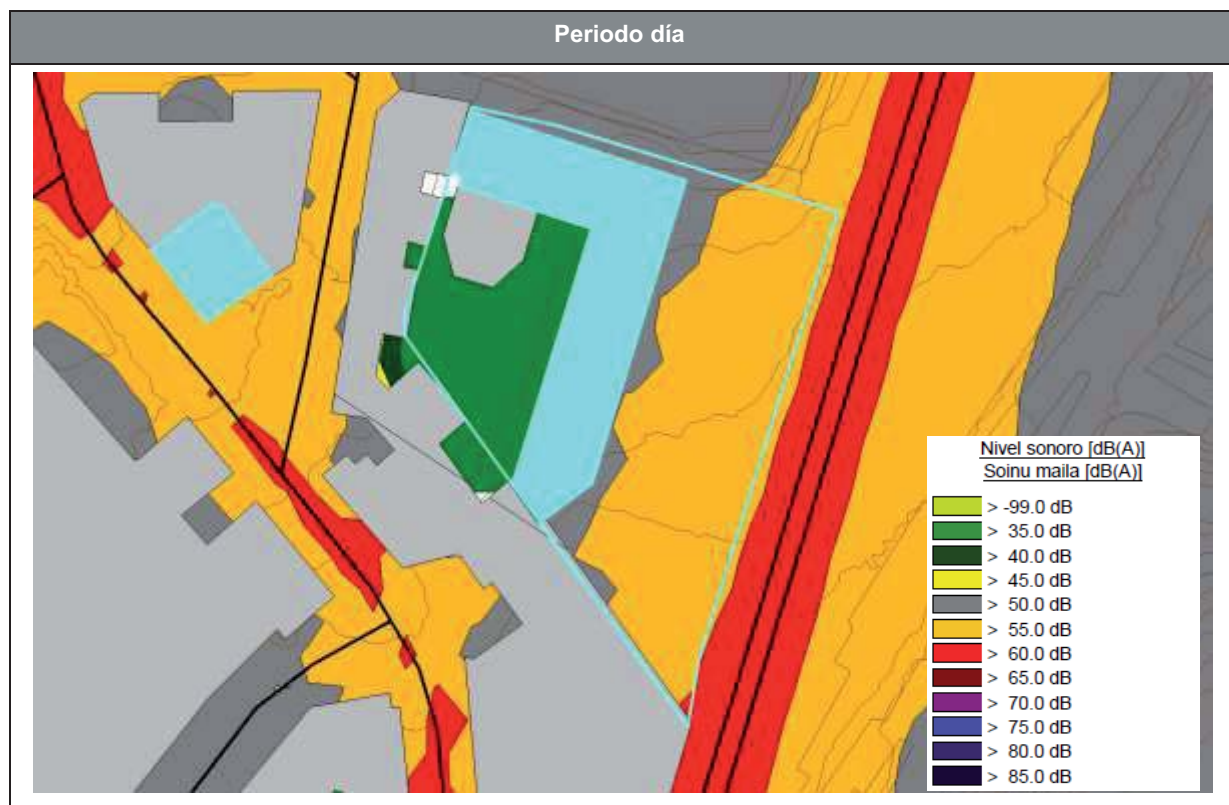 Periodo día
Nivel sonoro [dB(A)]
Soinu maila [dB(A)]
> -99.0 dB
> 35.0 dB
> 40.0 dB
> 45.0 dB
> 50.0 dB
> 55.0 dB
> 60.0 dB
> 65.0 dB
> 70.0 dB
> 75.0 dB
> 80.0 dB
> 85.0 dB